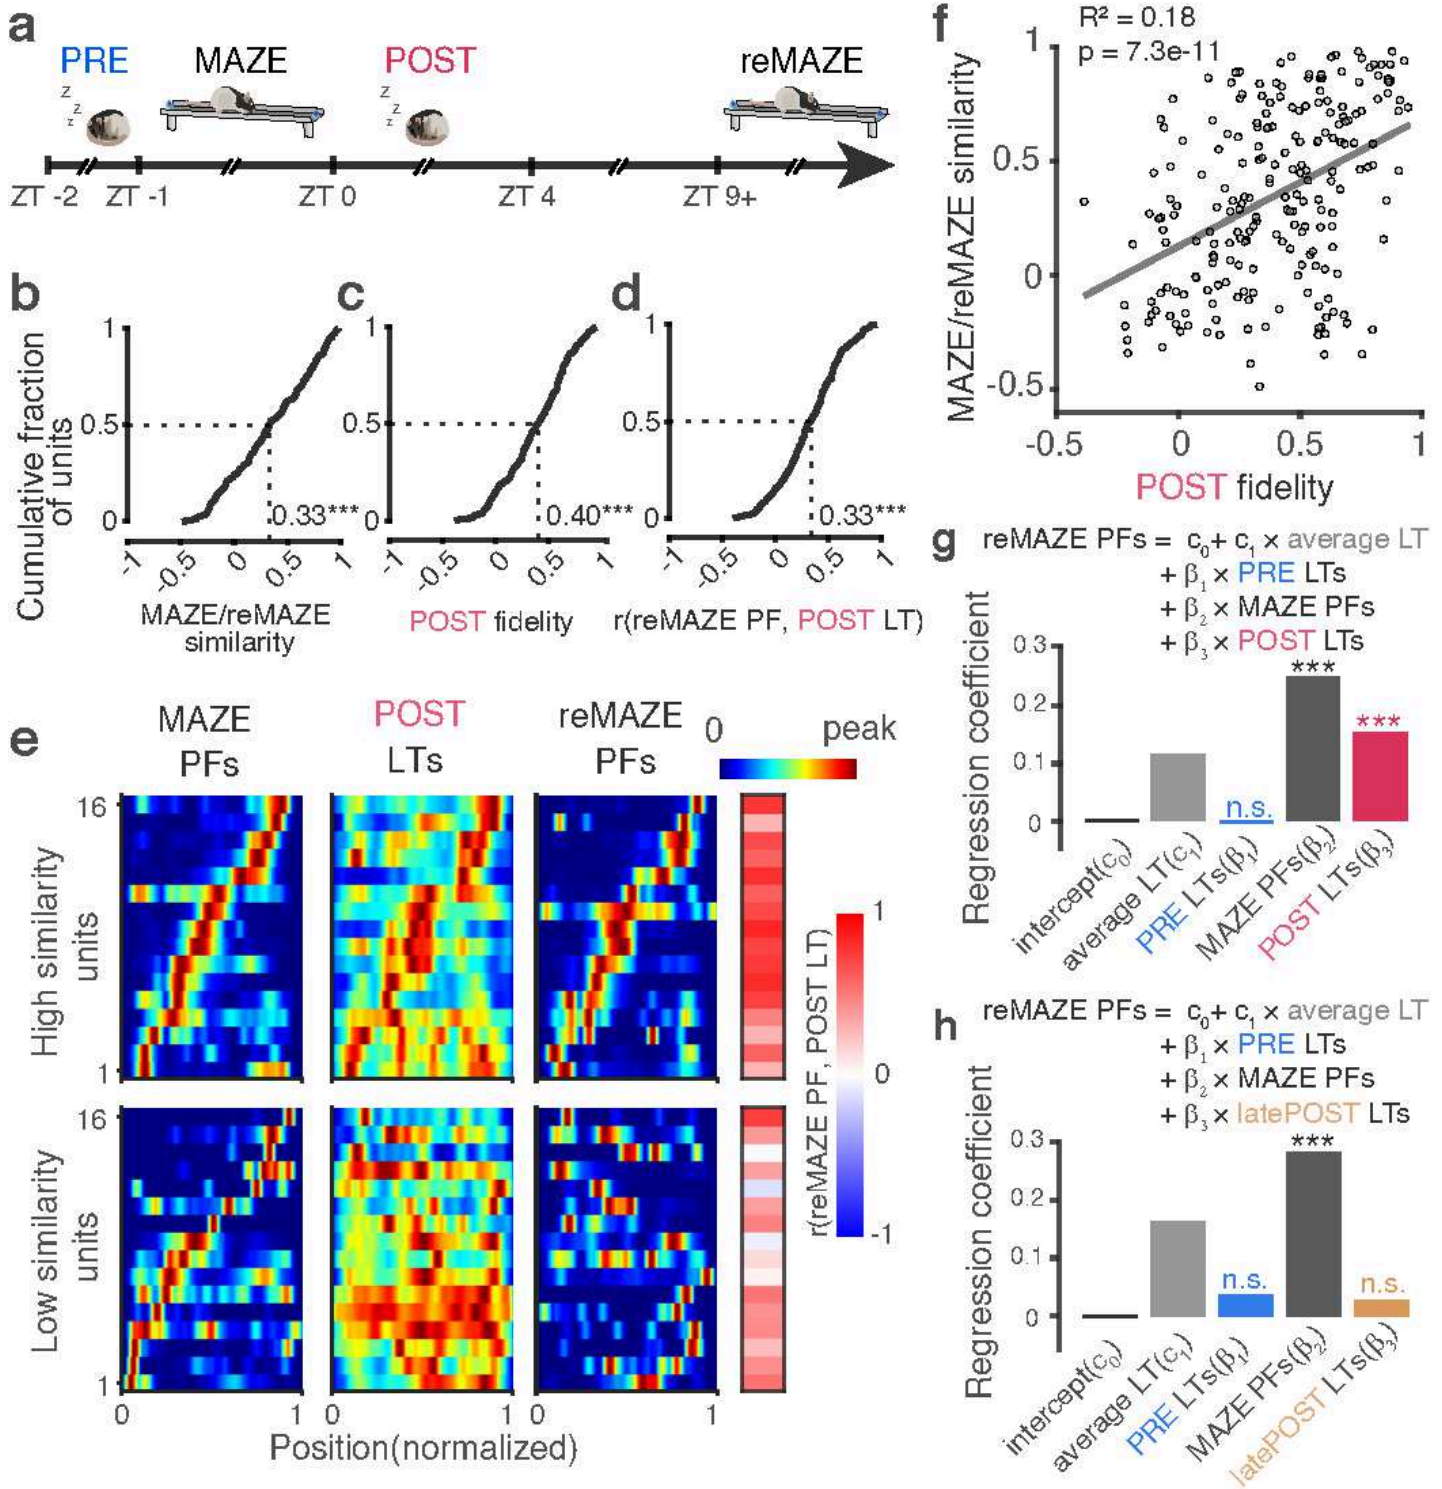 a
PRE
MAZE
POST
reMAZE
z
z
z
z
z
z
ZT -2
ZT -1
ZT 0
ZT 4
ZT 9+
b
c
d
Cumulative fraction
of units
1
0.5
0
0.33***
-1
-0.5
0
0.5
1
MAZE/reMAZE
similarity
1
0.5
0
0.40***
-1
-0.5
0
0.5
1
POST fidelity
1
0.5
0
0.33***
-1
-0.5
0
0.5
1
r(reMAZE PF, POST LT)
e
MAZE
PFs
POST
LTs
reMAZE
PFs
0
peak
High similarity
units
16
1
Low similarity
units
16
1
0
1
0
1
0
1
Position(normalized)
r(reMAZE PF, POST LT)
1
0
-1
f
R² = 0.18
p = 7.3e-11
MAZE/reMAZE similarity
1
0.5
0
-0.5
-0.5
0
0.5
1
POST fidelity
g
reMAZE PFs = c₀+ c₁ × average LT
+ β₁ × PRE LTs
+ β₂ × MAZE PFs
+ β₃ × POST LTs
Regression coefficient
0.3
0.2
0.1
0
n.s.
***
***
intercept(c₀)
average LT(c₁)
PRE LTs(β₁)
MAZE PFs(β₂)
POST LTs(β₃)
h
reMAZE PFs = c₀+ c₁ × average LT
+ β₁ × PRE LTs
+ β₂ × MAZE PFs
+ β₃ × latePOST LTs
Regression coefficient
0.3
0.2
0.1
0
n.s.
***
n.s.
intercept(c₀)
average LT(c₁)
PRE LTs(β₁)
MAZE PFs(β₂)
latePOST LTs(β₃)